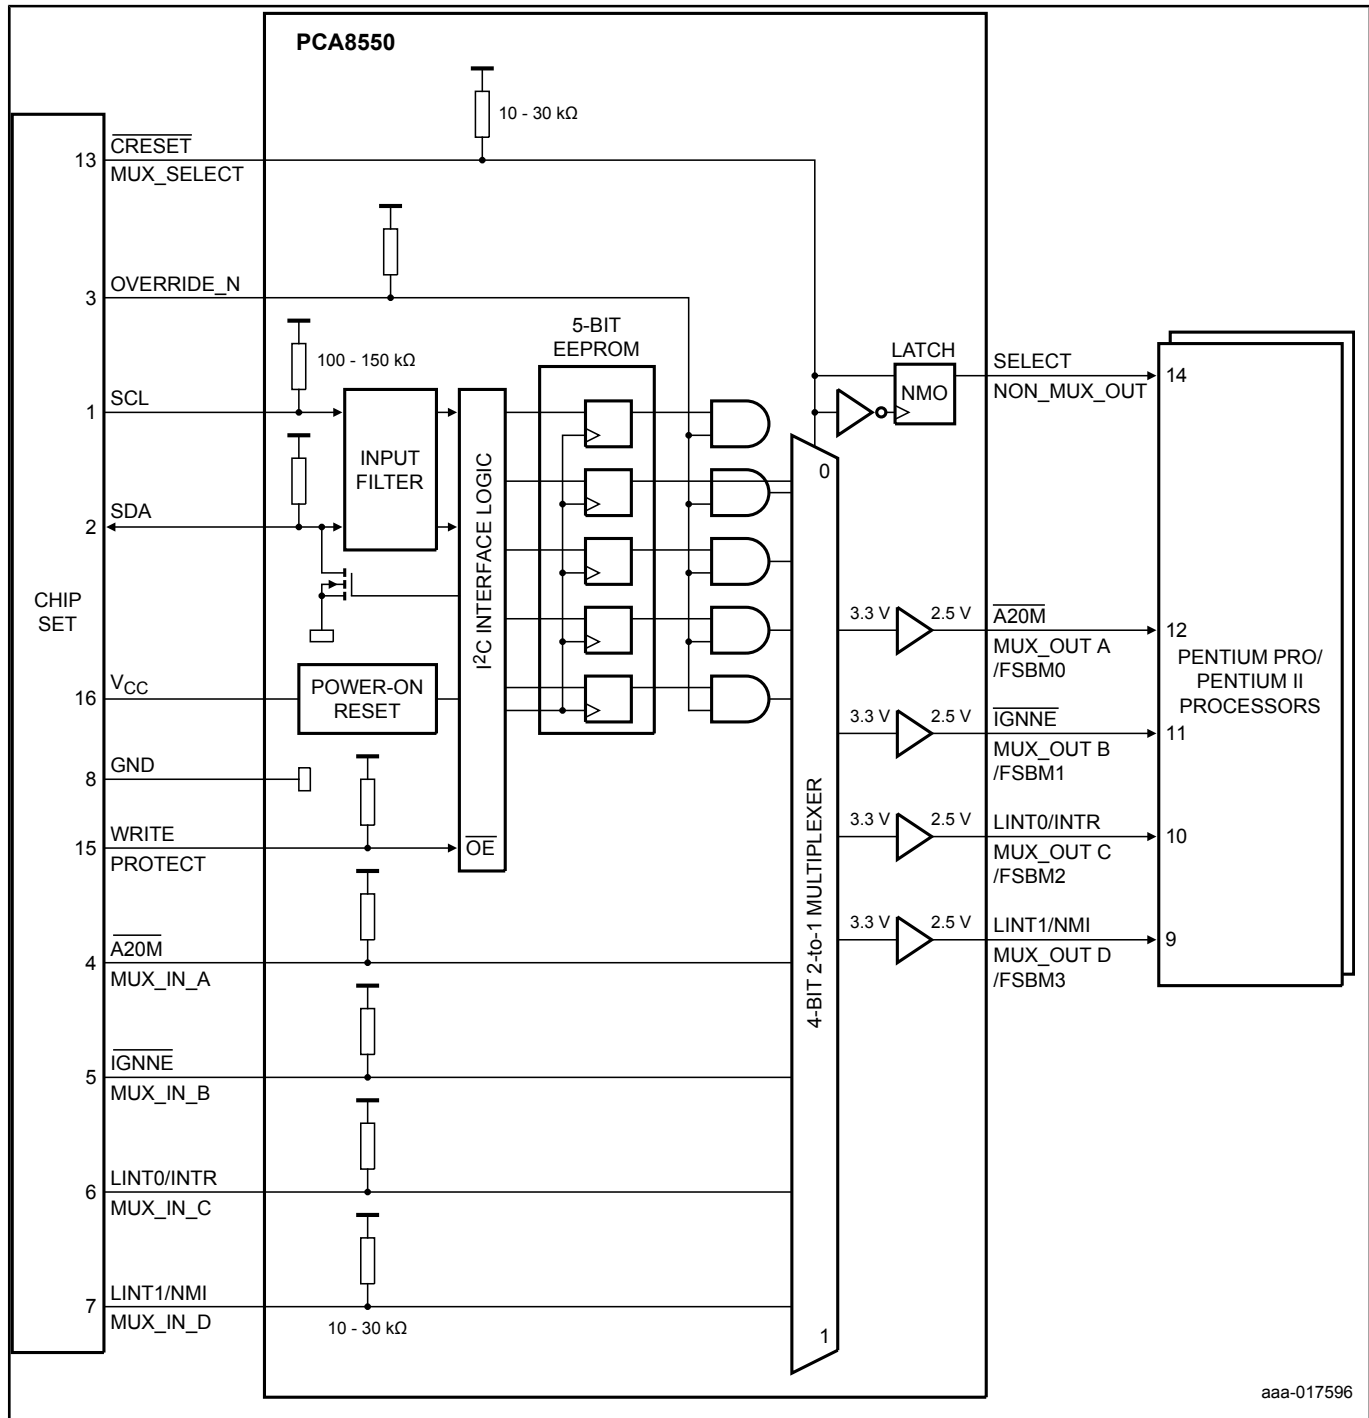 PCA8550
10 - 30 kΩ
13
CRESET
MUX_SELECT
3
OVERRIDE_N
5-BIT
EEPROM
100 - 150 kΩ
LATCH
NMO
SELECT
NON_MUX_OUT
14
1
SCL
INPUT
FILTER
I2C INTERFACE LOGIC
0
2
SDA
CHIP
SET
3.3 V
2.5 V
A20M
MUX_OUT A
/FSBM0
12
PENTIUM PRO/
PENTIUM II
PROCESSORS
16
VCC
POWER-ON
RESET
3.3 V
2.5 V
IGNNE
MUX_OUT B
/FSBM1
11
8
GND
4-BIT 2-to-1 MULTIPLEXER
15
WRITE
PROTECT
OE
3.3 V
2.5 V
LINT0/INTR
MUX_OUT C
/FSBM2
10
3.3 V
2.5 V
LINT1/NMI
MUX_OUT D
/FSBM3
9
4
A20M
MUX_IN_A
5
IGNNE
MUX_IN_B
6
LINT0/INTR
MUX_IN_C
7
LINT1/NMI
MUX_IN_D
10 - 30 kΩ
1
aaa-017596